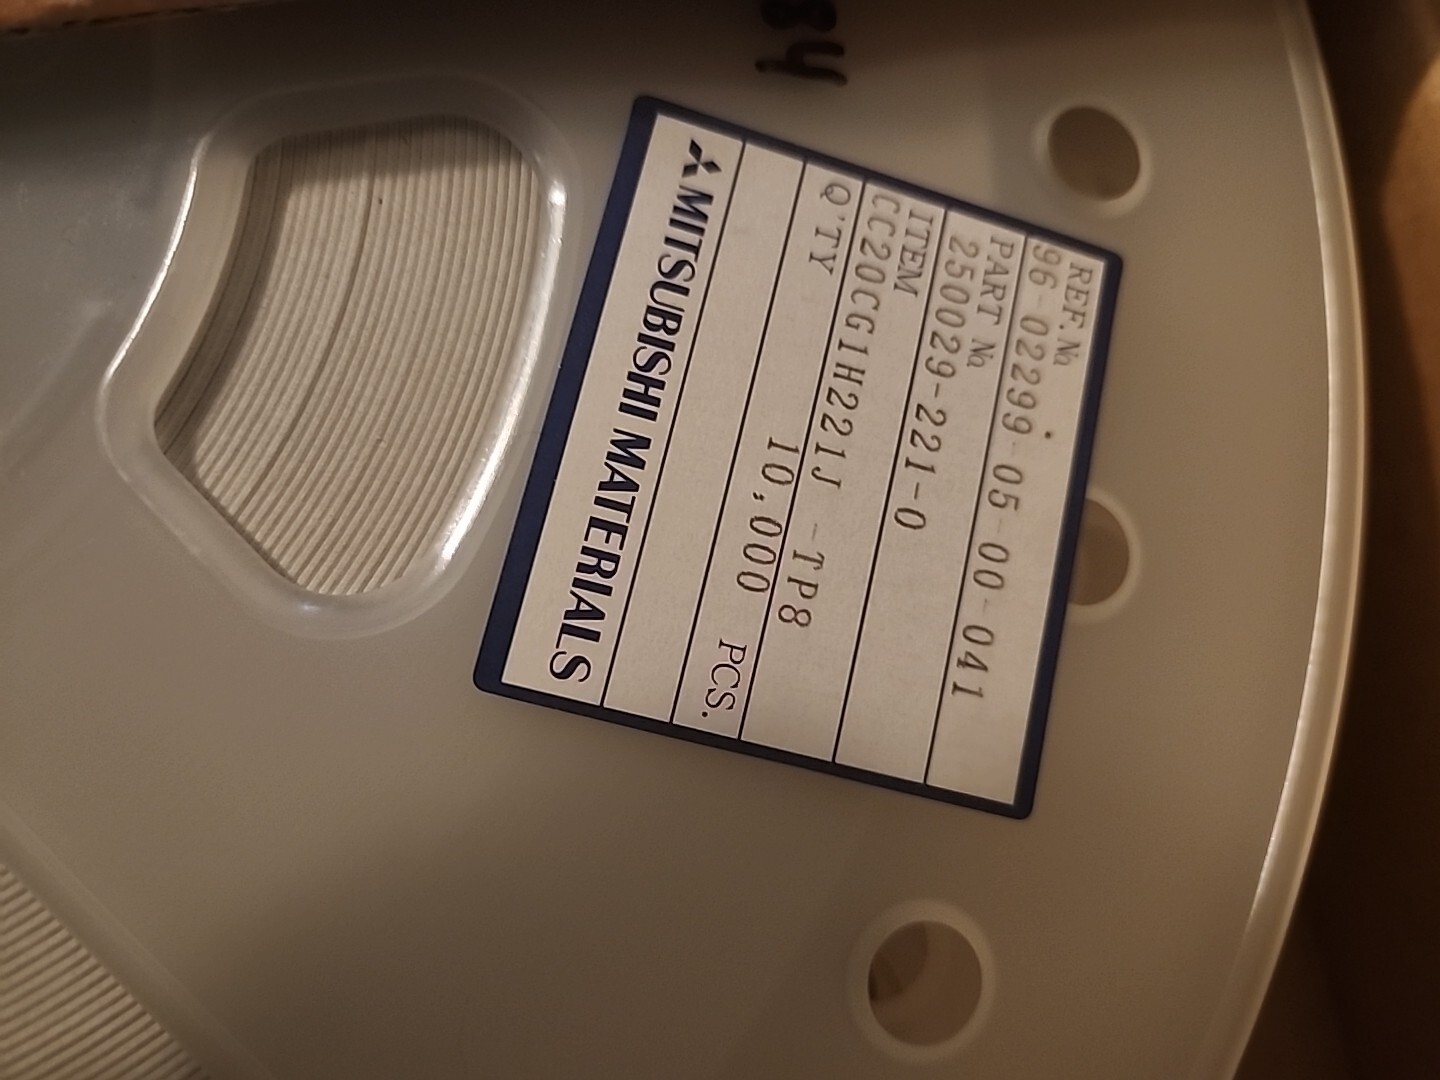 84
REF. No
96-02299-05-00-041
PART No
250029-221-0
ITEM
CC20CG1H221J-TP8
Q'TY
10,000 PCS.
MITSUBISHI MATERIALS